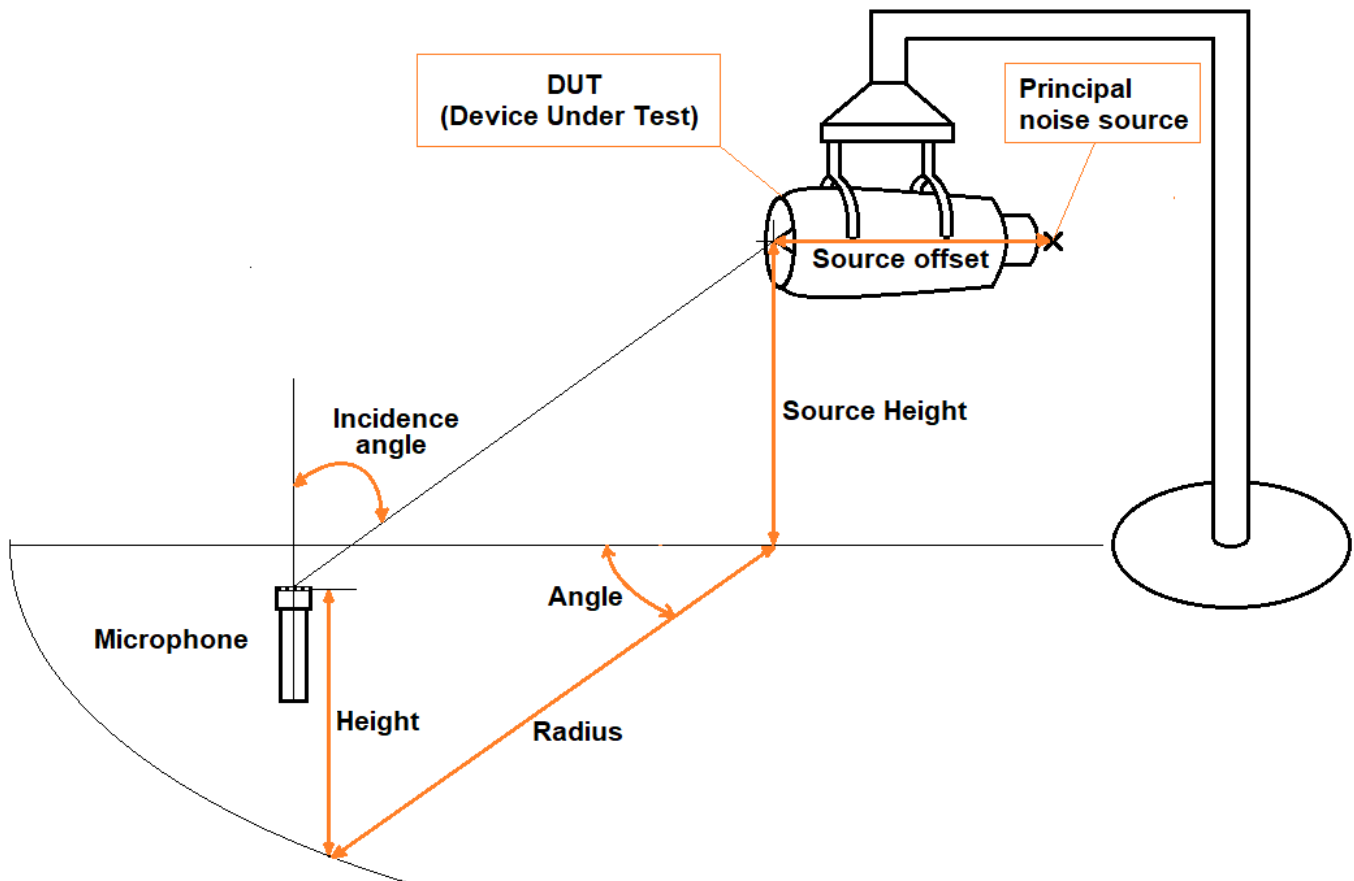 DUT
(Device Under Test)
Principal
noise source
Source offset
Source Height
Incidence
angle
Angle
Microphone
Height
Radius